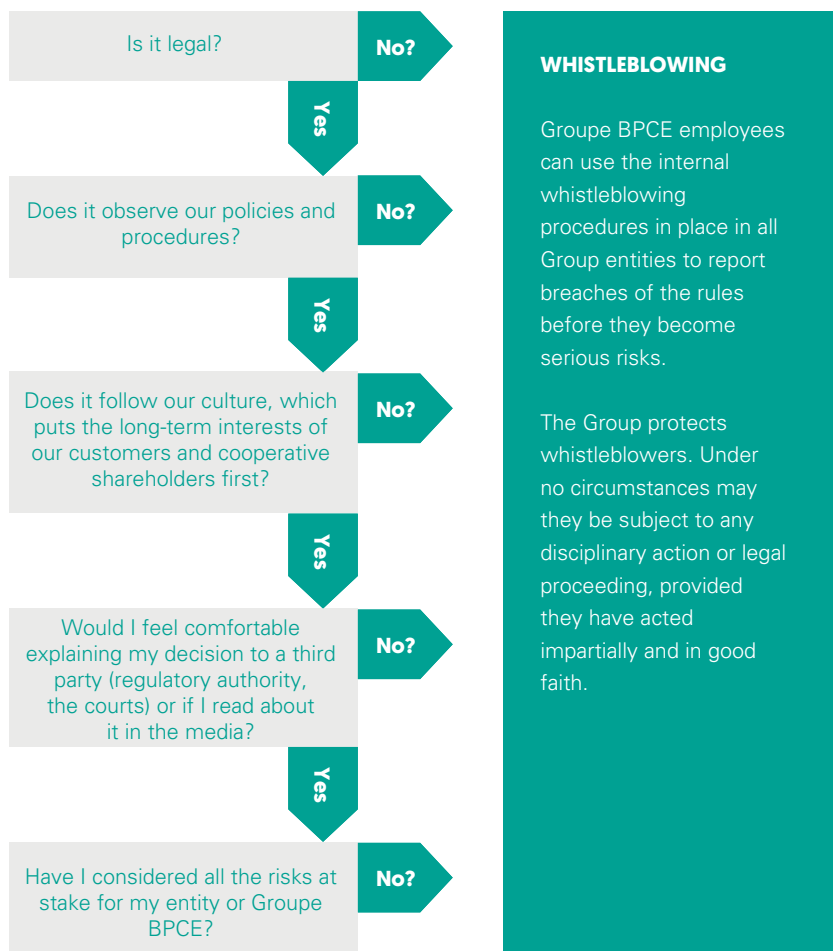 Is it legal?
No?
Yes
Does it observe our policies and
procedures?
No?
Yes
Does it follow our culture, which
puts the long-term interests of
our customers and cooperative
shareholders first?
No?
Yes
Would I feel comfortable
explaining my decision to a third
party (regulatory authority,
the courts) or if I read about
it in the media?
No?
Yes
Have I considered all the risks at
stake for my entity or Groupe
BPCE?
No?
WHISTLEBLOWING
Groupe BPCE employees
can use the internal
whistleblowing
procedures in place in all
Group entities to report
breaches of the rules
before they become
serious risks.
The Group protects
whistleblowers. Under
no circumstances may
they be subject to any
disciplinary action or legal
proceeding, provided
they have acted
impartially and in good
faith.